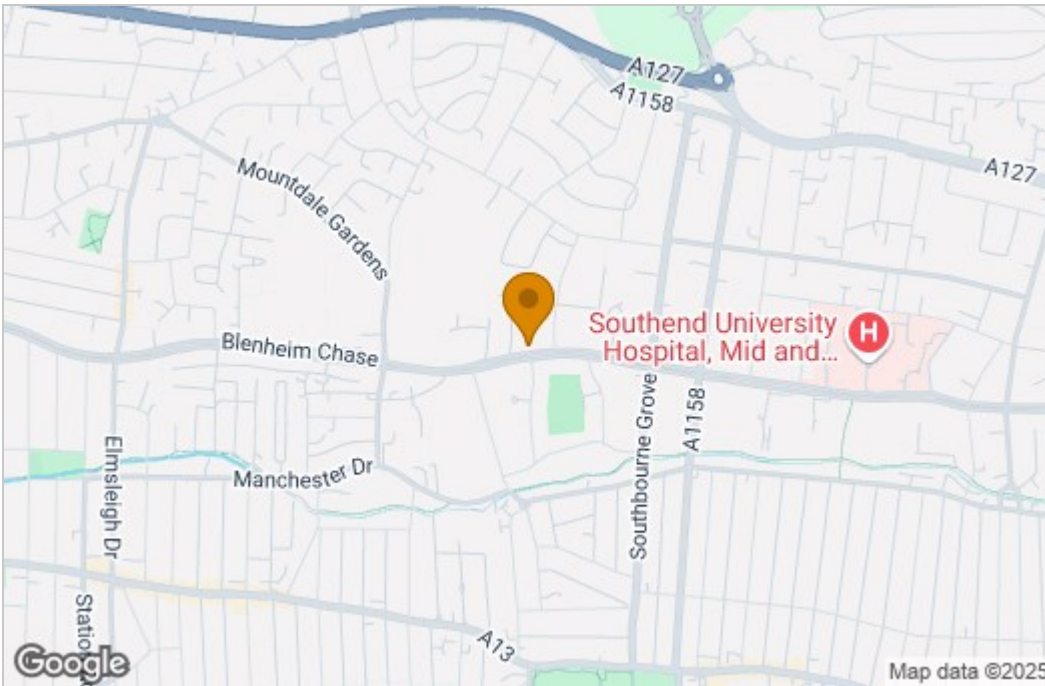 A127
A1158
A127
Mountdale Gardens
Southend University
Hospital, Mid and...
H
Blenheim Chase
Southbourne Grove
A1158
Elmsleigh Dr
Manchester Dr
A13
Google
Map data ©2025